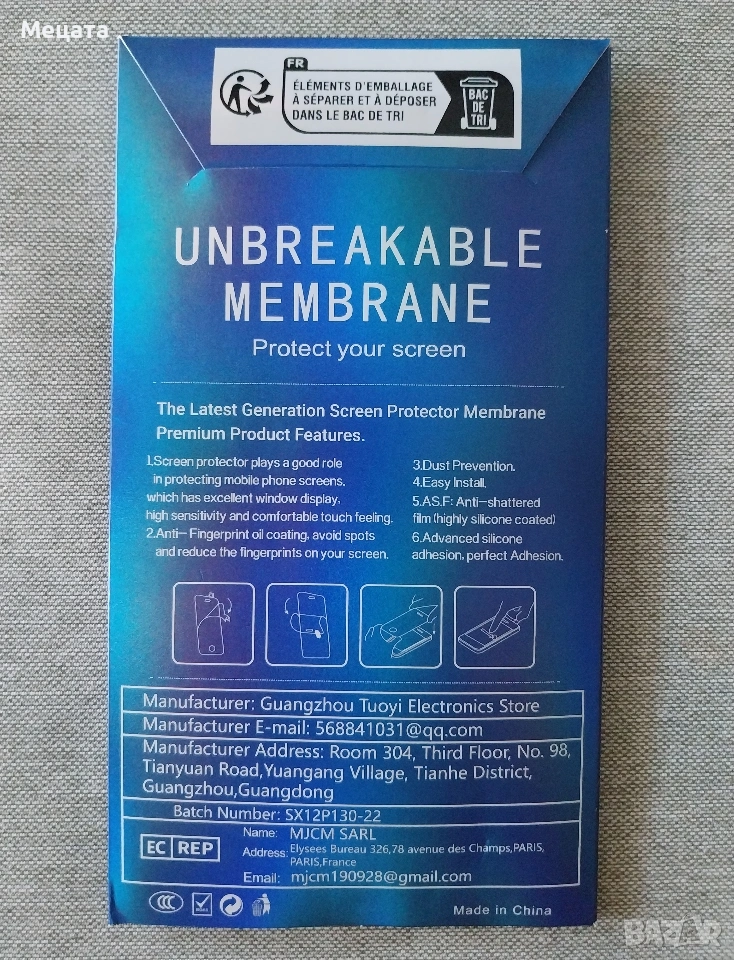 Мецата
FR
ÉLÉMENTS D'EMBALLAGE
À SÉPARER ET À DÉPOSER
DANS LE BAC DE TRI
BAC
DE
TRI
UNBREAKABLE
MEMBRANE
Protect your screen
The Latest Generation Screen Protector Membrane
Premium Product Features.
1.Screen protector plays a good role
in protecting mobile phone screens,
which has excellent window display,
high sensitivity and comfortable touch feeling.
2.Anti-Fingerprint oil coating, avoid spots
and reduce the fingerprints on your screen.
3.Dust Prevention.
4.Easy Install.
5.AS.F: Anti-shattered
film (highly silicone coated)
6.Advanced silicone
adhesion, perfect Adhesion.
Manufacturer: Guangzhou Tuoyi Electronics Store
Manufacturer E-mail: 568841031@qq.com
Manufacturer Address: Room 304, Third Floor, No. 98,
Tianyuan Road,Yuangang Village, Tianhe District,
Guangzhou,Guangdong
Batch Number: SX12P130-22
EC REP
Name: MJCM SARL
Address: Elysees Bureau 326,78 avenue des Champs,PARIS,
PARIS,France
Email: mjcm190928@gmail.com
CCC
Made in China
BAZAR